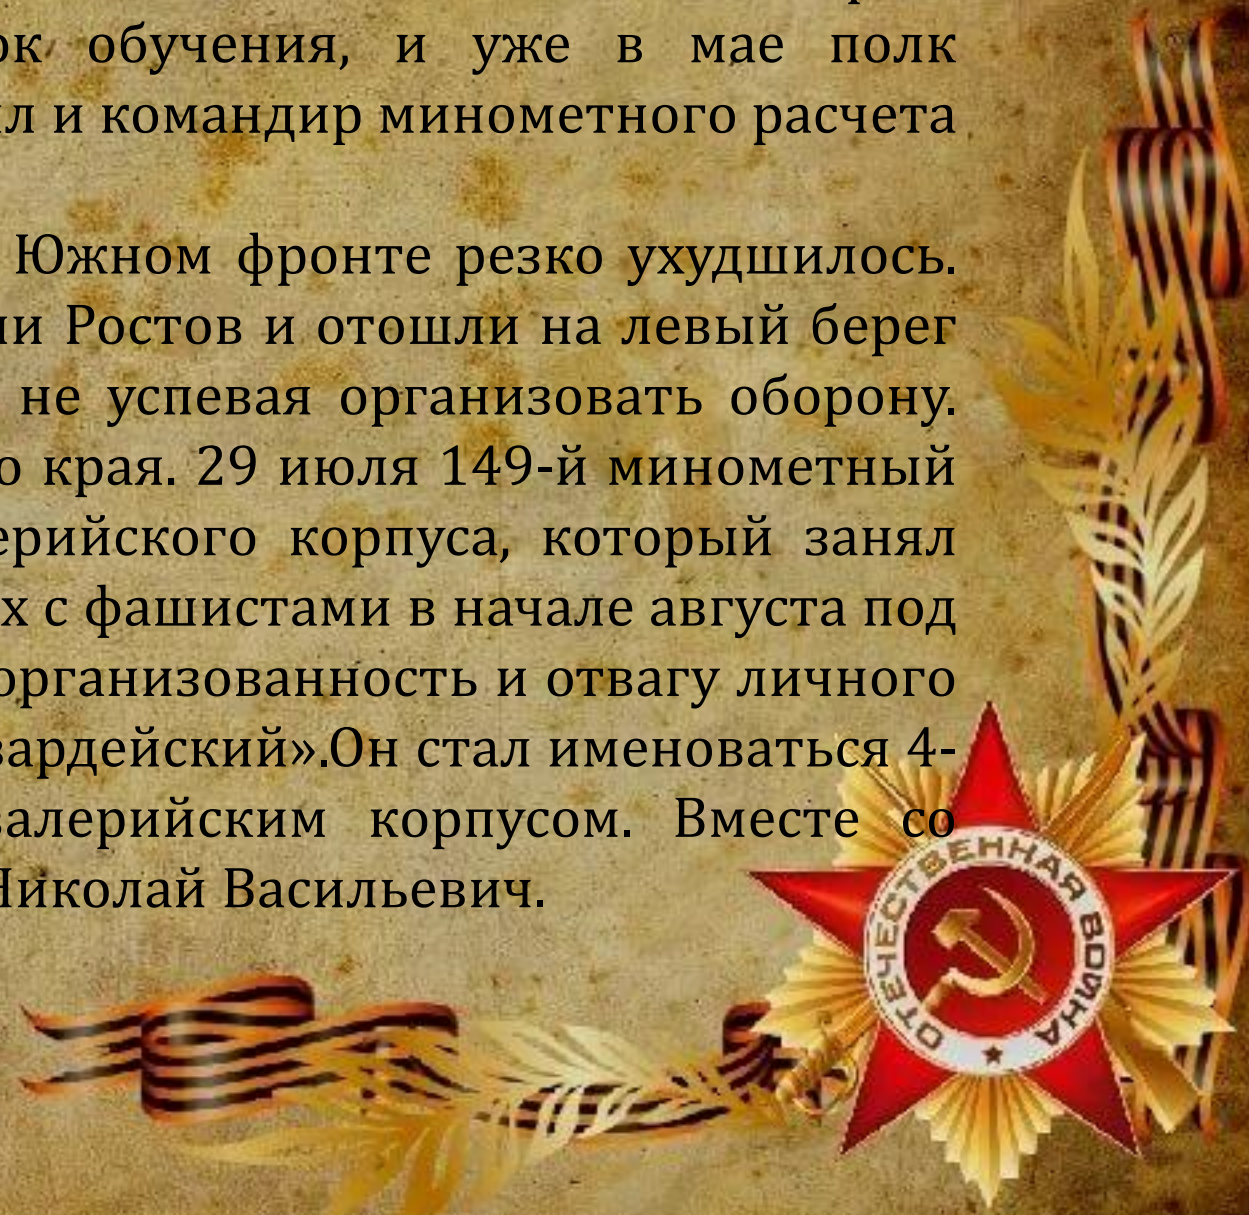 ок обучения, и уже в мае полк
л и командир минометного расчета
Южном фронте резко ухудшилось.
ли Ростов и отошли на левый берег
не успевая организовать оборону.
о края. 29 июля 149-й минометный
ерийского корпуса, который занял
х с фашистами в начале августа под
организованность и отвагу личного
вардейский».Он стал именоваться 4-
валерийским корпусом. Вместе со
Николай Васильевич.
ОТЕЧЕСТВЕННАЯ ВОЙНА